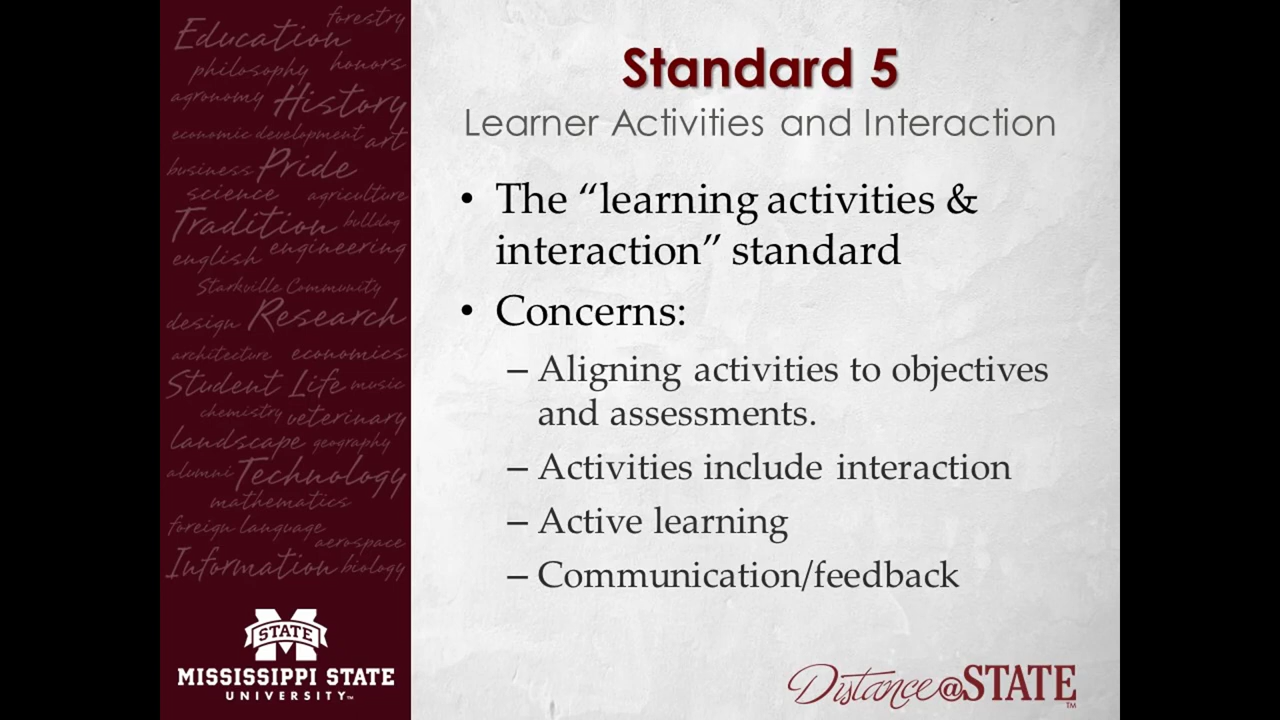 forestry
Education
philosophy honors
agronomy History
economic development art
business Pride
science agriculture
Tradition bulldog
english engineering
Starkville Community
design Research
architecture economics
Student Life music
chemistry veterinary
landscape geography
alumni Technology
mathematics
foreign language
aerospace
Information biology
STATE
MISSISSIPPI STATE
UNIVERSITY™
Standard 5
Learner Activities and Interaction
• The “learning activities &
interaction” standard
• Concerns:
– Aligning activities to objectives
and assessments.
– Activities include interaction
– Active learning
– Communication/feedback
Distance@STATE™